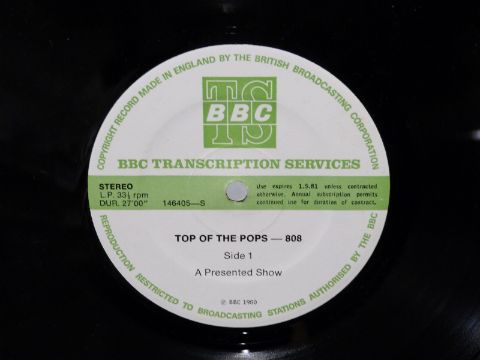 COPYRIGHT RECORD MADE IN ENGLAND BY THE BRITISH BROADCASTING CORPORATION
TS
BBC
BBC TRANSCRIPTION SERVICES
STEREO
L.P. 33⅓ rpm
DUR. 27'00" 146405—S
Use expires 1.5.81 unless contracted
otherwise. Annual subscription permits
continued use for duration of contract.
TOP OF THE POPS — 808
Side 1
A Presented Show
℗ BBC 1980
REPRODUCTION RESTRICTED TO BROADCASTING STATIONS AUTHORISED BY THE BBC